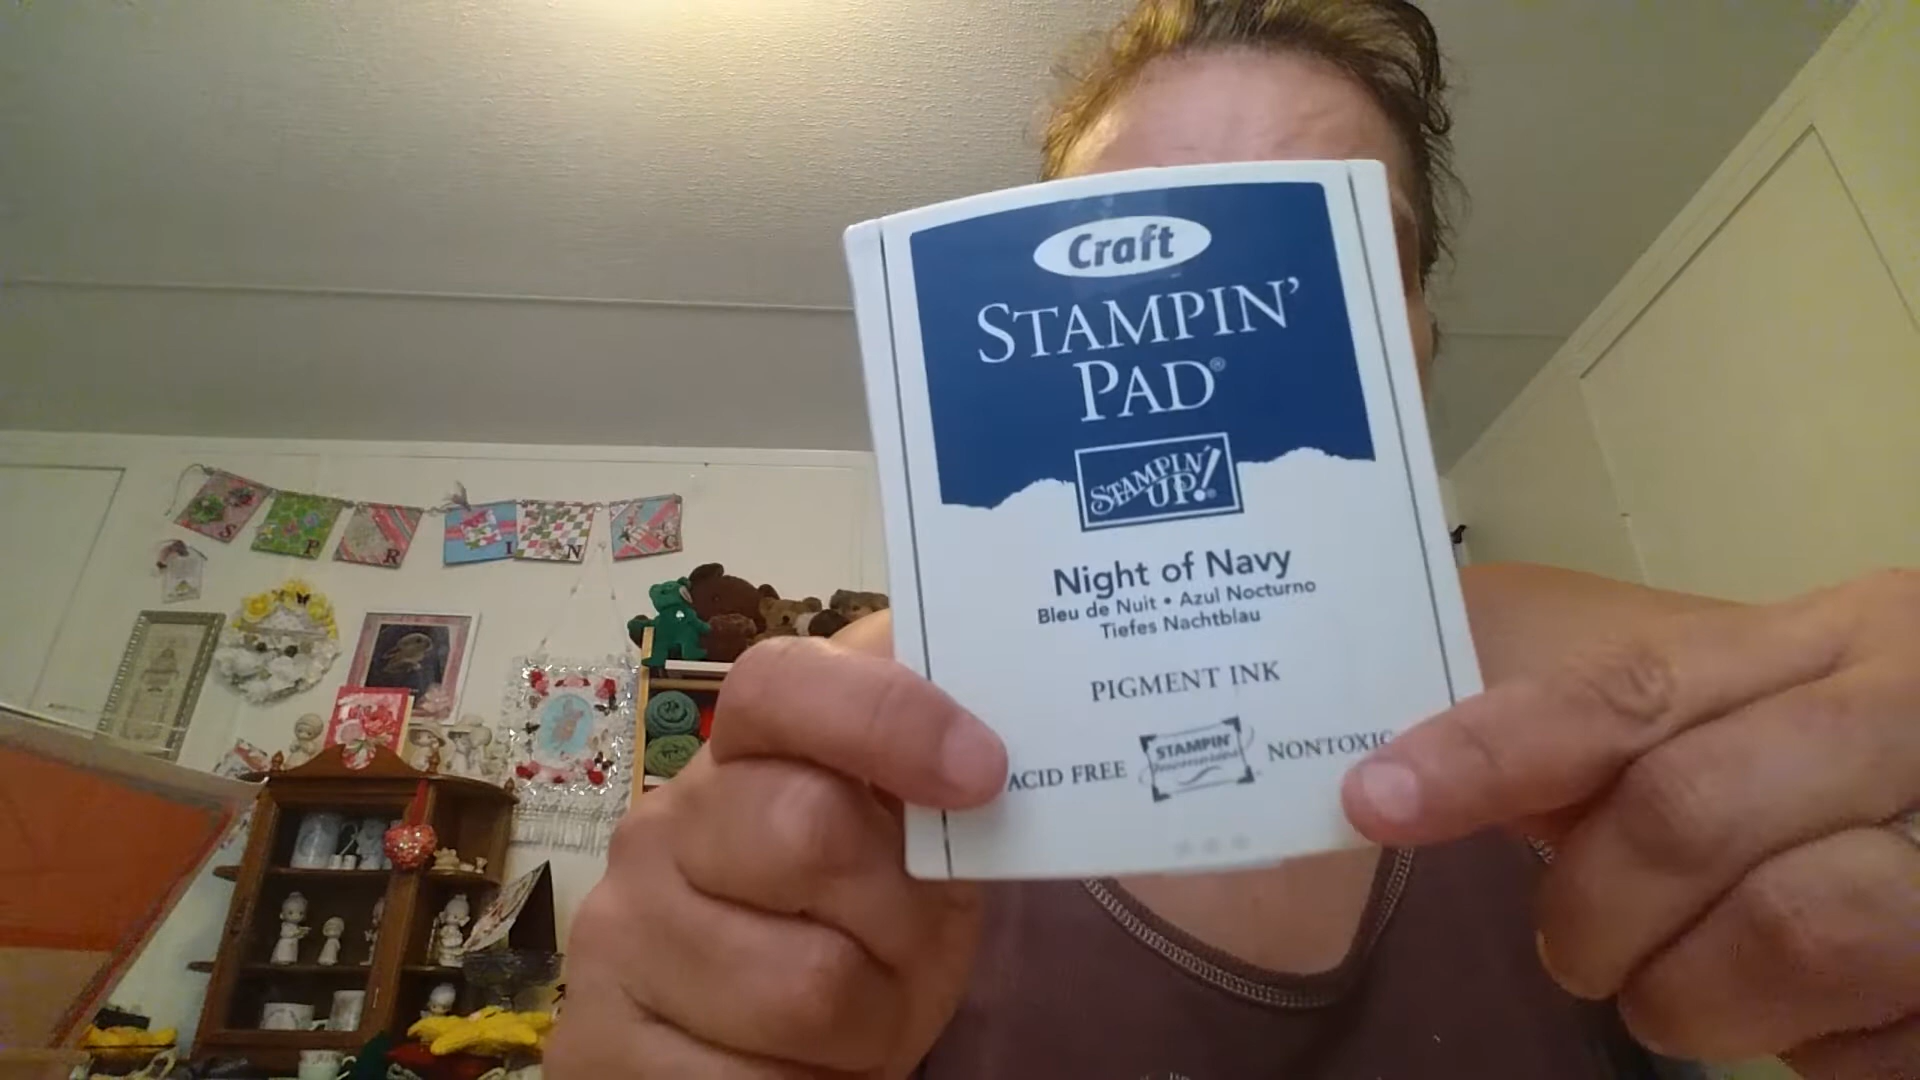 Craft
STAMPIN'
PAD®
STAMPIN'
UP!®
Night of Navy
Bleu de Nuit • Azul Nocturno
Tiefes Nachtblau
PIGMENT INK
ACID FREE
STAMPIN'
NONTOXIC
S P R I N G